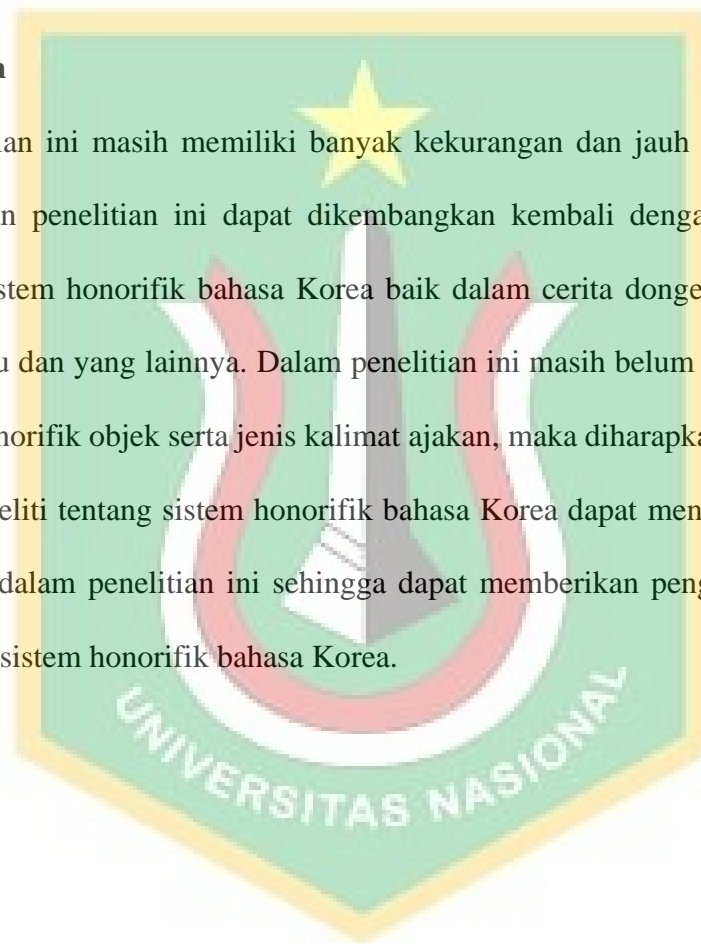 n
an ini masih memiliki banyak kekurangan dan jauh
n penelitian ini dapat dikembangkan kembali denga
stem honorifik bahasa Korea baik dalam cerita donge
u dan yang lainnya. Dalam penelitian ini masih belum
norifik objek serta jenis kalimat ajakan, maka diharapka
eliti tentang sistem honorifik bahasa Korea dapat men
dalam penelitian ini sehingga dapat memberikan peng
sistem honorifik bahasa Korea.
UNIVERSITAS NASIONAL